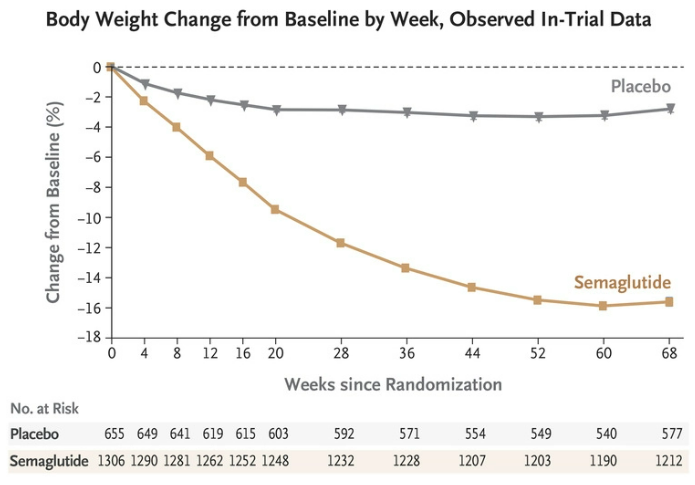 Body Weight Change from Baseline by Week, Observed In-Trial Data
Change from Baseline (%)
0
−2
−4
−6
−8
−10
−12
−14
−16
−18
Placebo
Semaglutide
0 4 8 12 16 20 28 36 44 52 60 68
Weeks since Randomization
No. at Risk
Placebo 655 649 641 619 615 603 592 571 554 549 540 577
Semaglutide 1306 1290 1281 1262 1252 1248 1232 1228 1207 1203 1190 1212